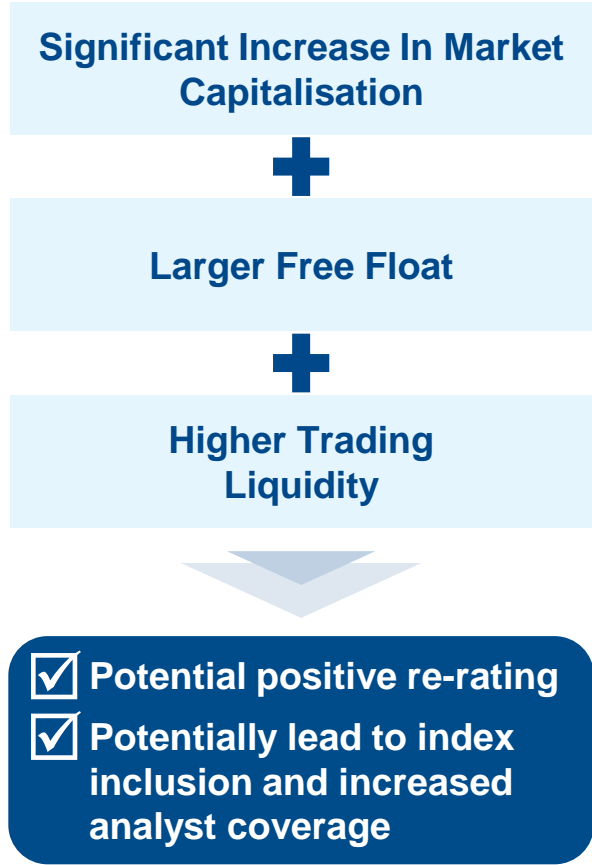 Significant Increase In Market
Capitalisation
Larger Free Float
Higher Trading
Liquidity
Potential positive re-rating
Potentially lead to index
inclusion and increased
analyst coverage